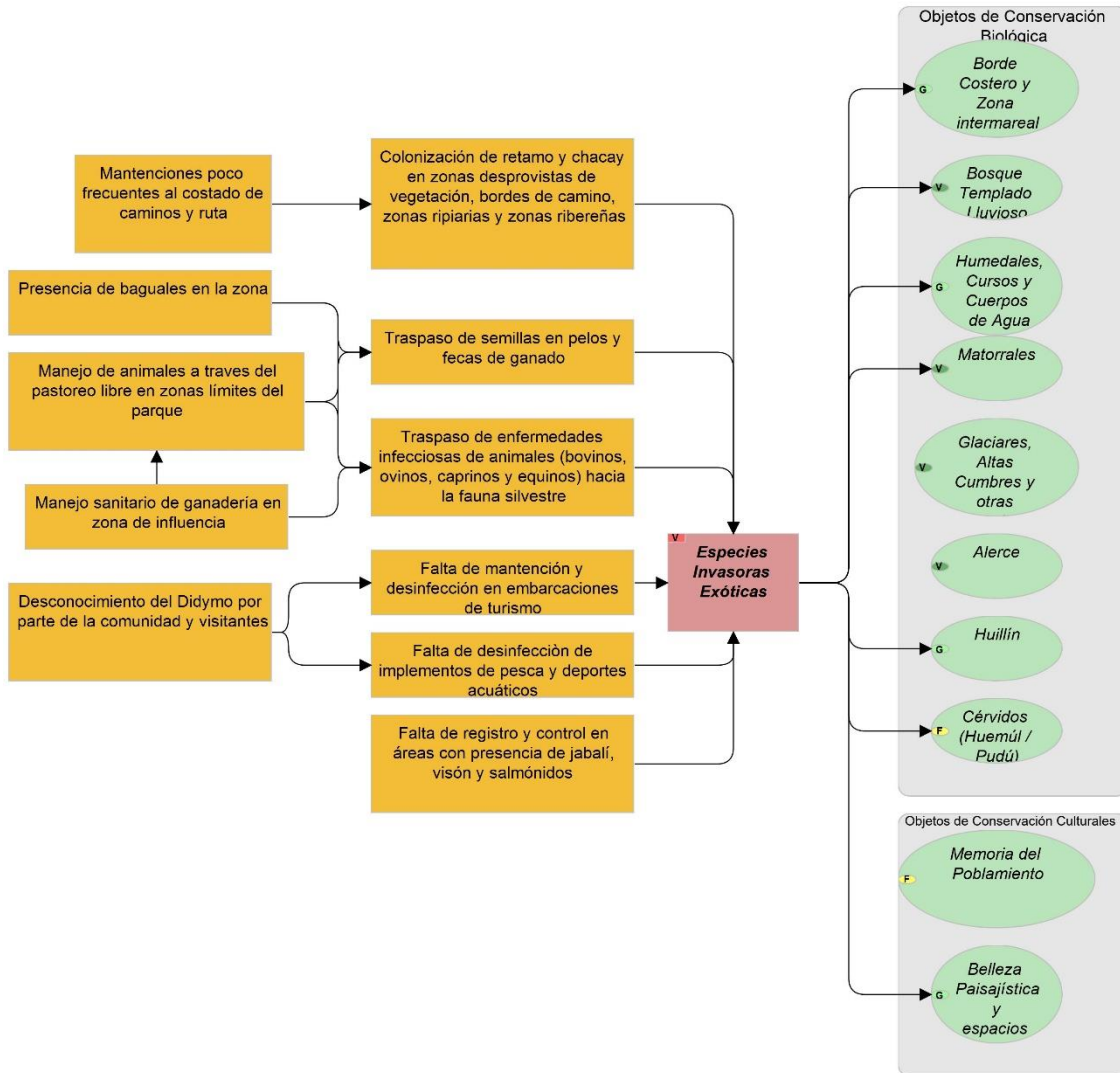 Objetos de Conservación
Biológica
Borde
Costero y
Zona
intermareal
G
Mantenciones poco
frecuentes al costado de
caminos y ruta
Colonización de retamo y chacay
en zonas desprovistas de
vegetación, bordes de camino,
zonas ripiarias y zonas ribereñas
Bosque
Templado
Lluvioso
V
Presencia de baguales en la zona
Humedales,
Cursos y
Cuerpos
de Agua
G
Traspaso de semillas en pelos y
fecas de ganado
Matorrales
V
Manejo de animales a traves del
pastoreo libre en zonas límites del
parque
Traspaso de enfermedades
infecciosas de animales (bovinos,
ovinos, caprinos y equinos) hacia
la fauna silvestre
Glaciares,
Altas
Cumbres y
otras
V
Manejo sanitario de ganadería en
zona de influencia
V
Especies
Invasoras
Exóticas
Alerce
V
Desconocimiento del Didymo por
parte de la comunidad y visitantes
Falta de mantención y
desinfección en embarcaciones
de turismo
Huillín
G
Falta de desinfecciòn de
implementos de pesca y deportes
acuáticos
Cérvidos
(Huemúl /
Pudú)
F
Falta de registro y control en
áreas con presencia de jabalí,
visón y salmónidos
Objetos de Conservación Culturales
Memoria del
Poblamiento
F
Belleza
Paisajística
y
espacios
G